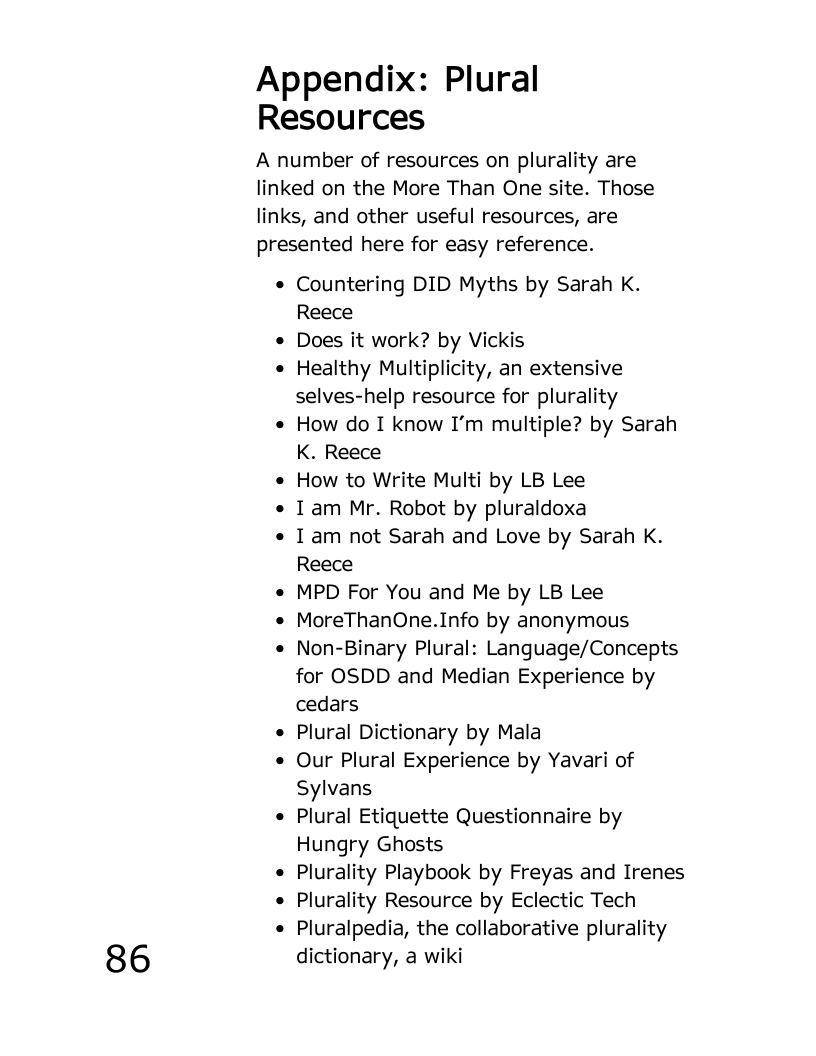 Appendix: Plural
Resources
A number of resources on plurality are
linked on the More Than One site. Those
links, and other useful resources, are
presented here for easy reference.
• Countering DID Myths by Sarah K.
Reece
• Does it work? by Vickis
• Healthy Multiplicity, an extensive
selves-help resource for plurality
• How do I know I’m multiple? by Sarah
K. Reece
• How to Write Multi by LB Lee
• I am Mr. Robot by pluraldoxa
• I am not Sarah and Love by Sarah K.
Reece
• MPD For You and Me by LB Lee
• MoreThanOne.Info by anonymous
• Non-Binary Plural: Language/Concepts
for OSDD and Median Experience by
cedars
• Plural Dictionary by Mala
• Our Plural Experience by Yavari of
Sylvans
• Plural Etiquette Questionnaire by
Hungry Ghosts
• Plurality Playbook by Freyas and Irenes
• Plurality Resource by Eclectic Tech
• Pluralpedia, the collaborative plurality
dictionary, a wiki
86